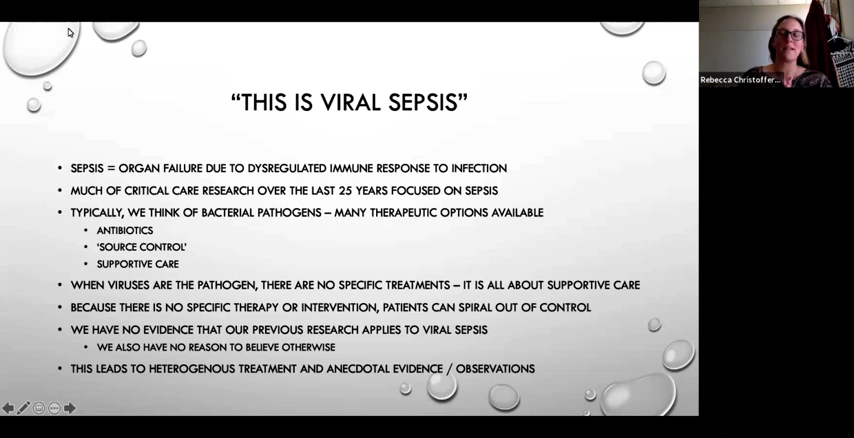 "THIS IS VIRAL SEPSIS"
• SEPSIS = ORGAN FAILURE DUE TO DYSREGULATED IMMUNE RESPONSE TO INFECTION
• MUCH OF CRITICAL CARE RESEARCH OVER THE LAST 25 YEARS FOCUSED ON SEPSIS
• TYPICALLY, WE THINK OF BACTERIAL PATHOGENS – MANY THERAPEUTIC OPTIONS AVAILABLE
• ANTIBIOTICS
• 'SOURCE CONTROL'
• SUPPORTIVE CARE
• WHEN VIRUSES ARE THE PATHOGEN, THERE ARE NO SPECIFIC TREATMENTS – IT IS ALL ABOUT SUPPORTIVE CARE
• BECAUSE THERE IS NO SPECIFIC THERAPY OR INTERVENTION, PATIENTS CAN SPIRAL OUT OF CONTROL
• WE HAVE NO EVIDENCE THAT OUR PREVIOUS RESEARCH APPLIES TO VIRAL SEPSIS
• WE ALSO HAVE NO REASON TO BELIEVE OTHERWISE
• THIS LEADS TO HETEROGENOUS TREATMENT AND ANECDOTAL EVIDENCE / OBSERVATIONS
Rebecca Christoffer...